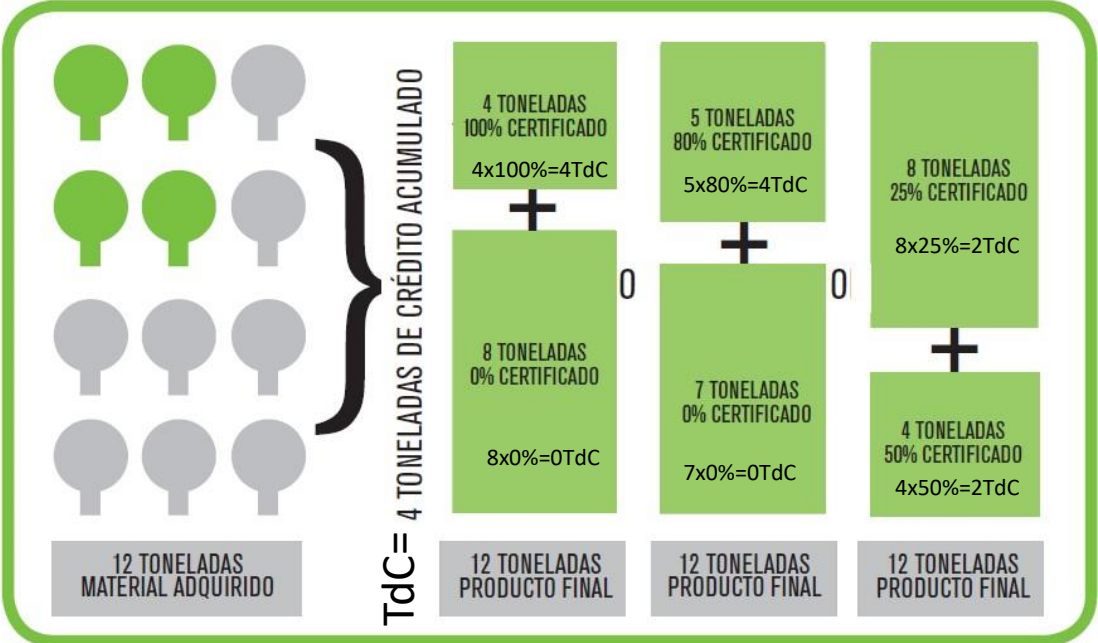 12 TONELADAS
MATERIAL ADQUIRIDO
TdC= 4 TONELADAS DE CRÉDITO ACUMULADO
4 TONELADAS
100% CERTIFICADO
4x100%=4TdC
+
8 TONELADAS
0% CERTIFICADO
8x0%=0TdC
12 TONELADAS
PRODUCTO FINAL
O
5 TONELADAS
80% CERTIFICADO
5x80%=4TdC
+
7 TONELADAS
0% CERTIFICADO
7x0%=0TdC
12 TONELADAS
PRODUCTO FINAL
O
8 TONELADAS
25% CERTIFICADO
8x25%=2TdC
+
4 TONELADAS
50% CERTIFICADO
4x50%=2TdC
12 TONELADAS
PRODUCTO FINAL